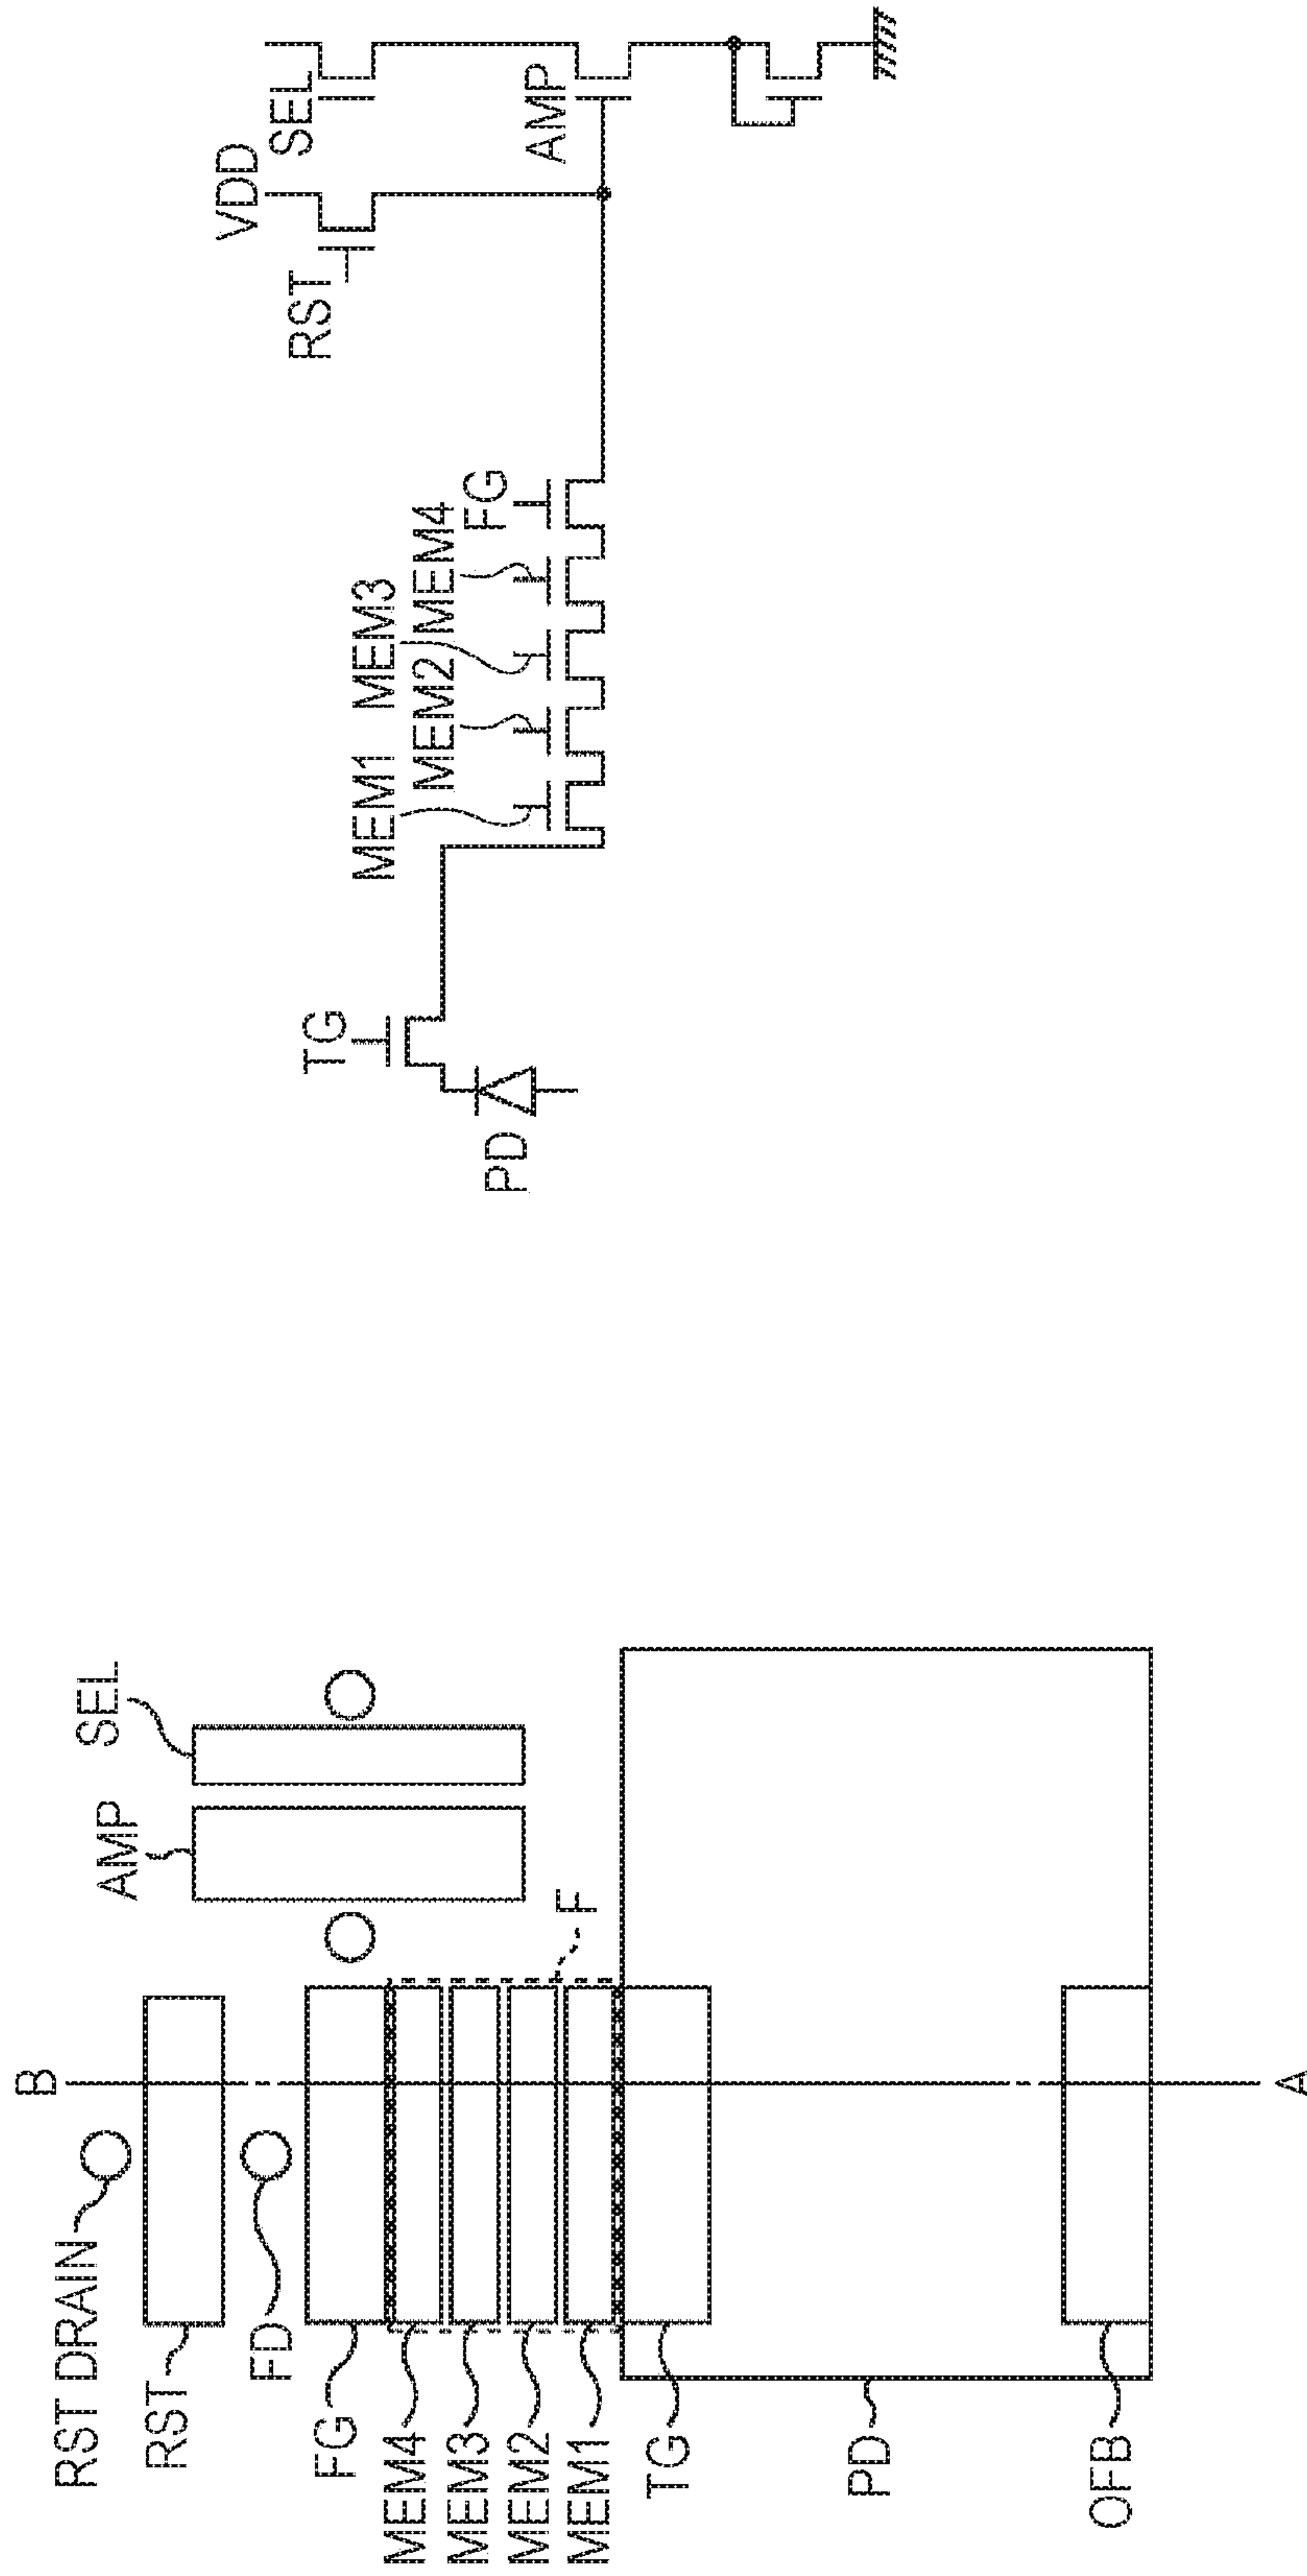 B
RST DRAIN
RST
FD
FG
MEM4
MEM3
MEM2
MEM1
TG
PD
OFB
A
AMP
SEL
F
TG
PD
MEM1
MEM2
MEM3
MEM4
FG
RST
VDD
SEL
AMP